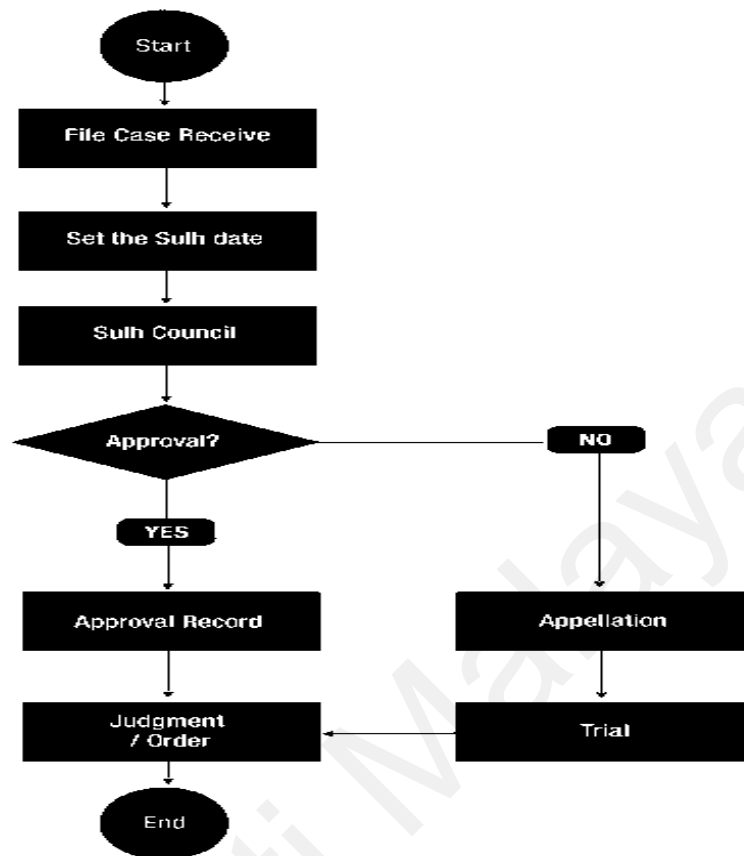 Start
File Case Receive
Set the Sulh date
Sulh Council
Approval?
NO
YES
Approval Record
Appellation
Judgment
/ Order
Trial
End